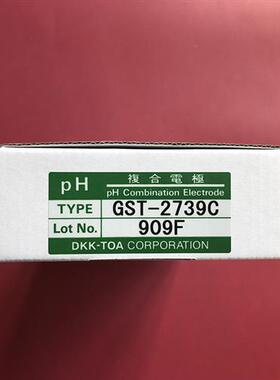 pH 複合電極
pH Combination Electrode
TYPE GST-2739C
Lot No. 909F
DKK-TOA CORPORATION